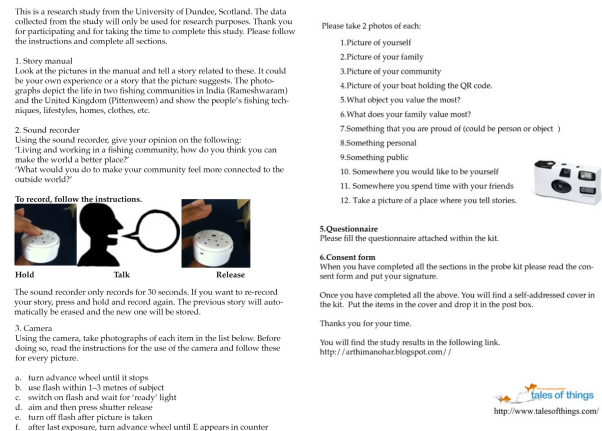 This is a research study from the University of Dundee, Scotland. The data
collected from the study will only be used for research purposes. Thank you
for participating and for taking the time to complete this study. Please follow
the instructions and complete all sections.
1. Story manual
Look at the pictures in the manual and tell a story related to these. It could
be your own experience or a story that the picture suggests. The photo-
graphs depict the life in two fishing communities in India (Rameshwaram)
and the United Kingdom (Pittenweem) and show the people's fishing tech-
niques, lifestyles, homes, clothes, etc.
2. Sound recorder
Using the sound recorder, give your opinion on the following:
'Living and working in a fishing community, how do you think you can
make the world a better place?'
'What would you do to make your community feel more connected to the
outside world?'
To record, follow the instructions.
Hold Talk Release
The sound recorder only records for 30 seconds. If you want to re-record
your story, press and hold and record again. The previous story will auto-
matically be erased and the new one will be stored.
3. Camera
Using the camera, take photographs of each item in the list below. Before
doing so, read the instructions for the use of the camera and follow these
for every picture.
a. turn advance wheel until it stops
b. use flash within 1–3 metres of subject
c. switch on flash and wait for 'ready' light
d. aim and then press shutter release
e. turn off flash after picture is taken
f. after last exposure, turn advance wheel until E appears in counter
Please take 2 photos of each:
1.Picture of yourself
2.Picture of your family
3.Picture of your community
4.Picture of your boat holding the QR code.
5.What object you value the most?
6.What does your family value most?
7.Something that you are proud of (could be person or object )
8.Something personal
9.Something public
10. Somewhere you would like to be yourself
11. Somewhere you spend time with your friends
12. Take a picture of a place where you tell stories.
5.Questionnaire
Please fill the questionnaire attached within the kit.
6.Consent form
When you have completed all the sections in the probe kit please read the con-
sent form and put your signature.
Once you have completed all the above. You will find a self-addressed cover in
the kit. Put the items in the cover and drop it in the post box.
Thanks you for your time.
You will find the study results in the following link.
http://arthimanohar.blogspot.com//
tales of things
http://www.talesofthings.com/